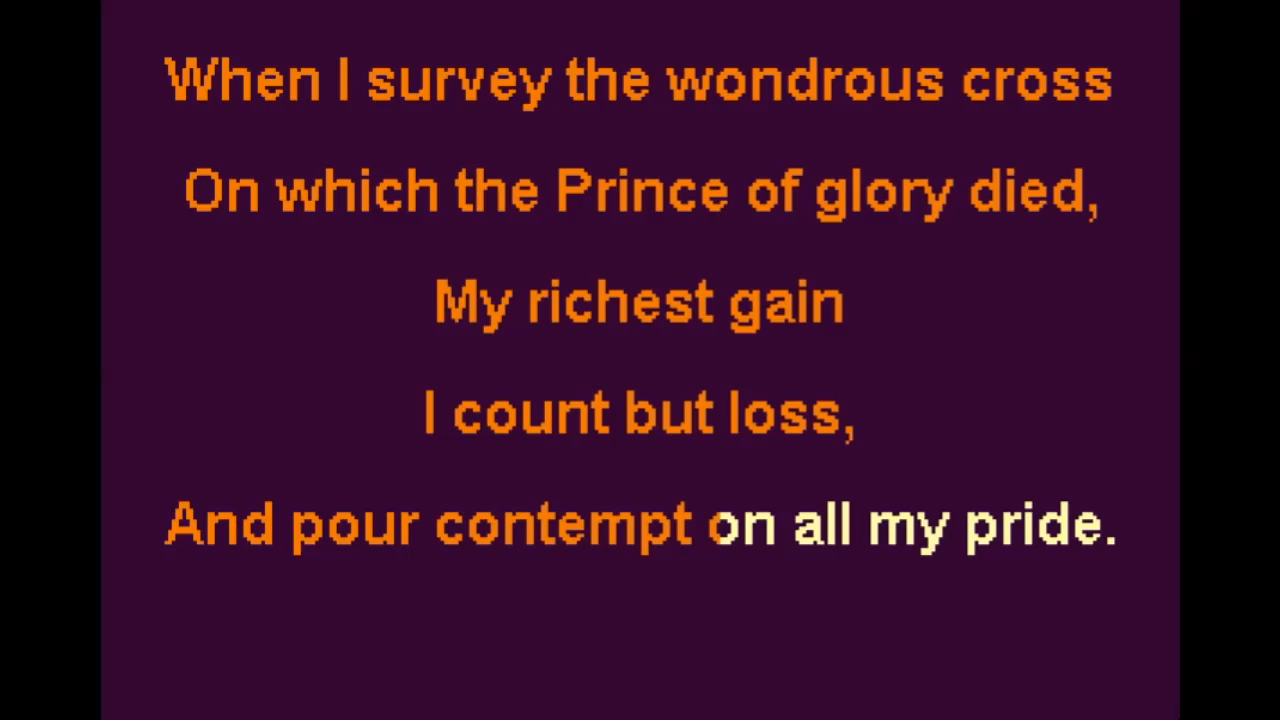 When I survey the wondrous cross
On which the Prince of glory died,
My richest gain
I count but loss,
And pour contempt on all my pride.